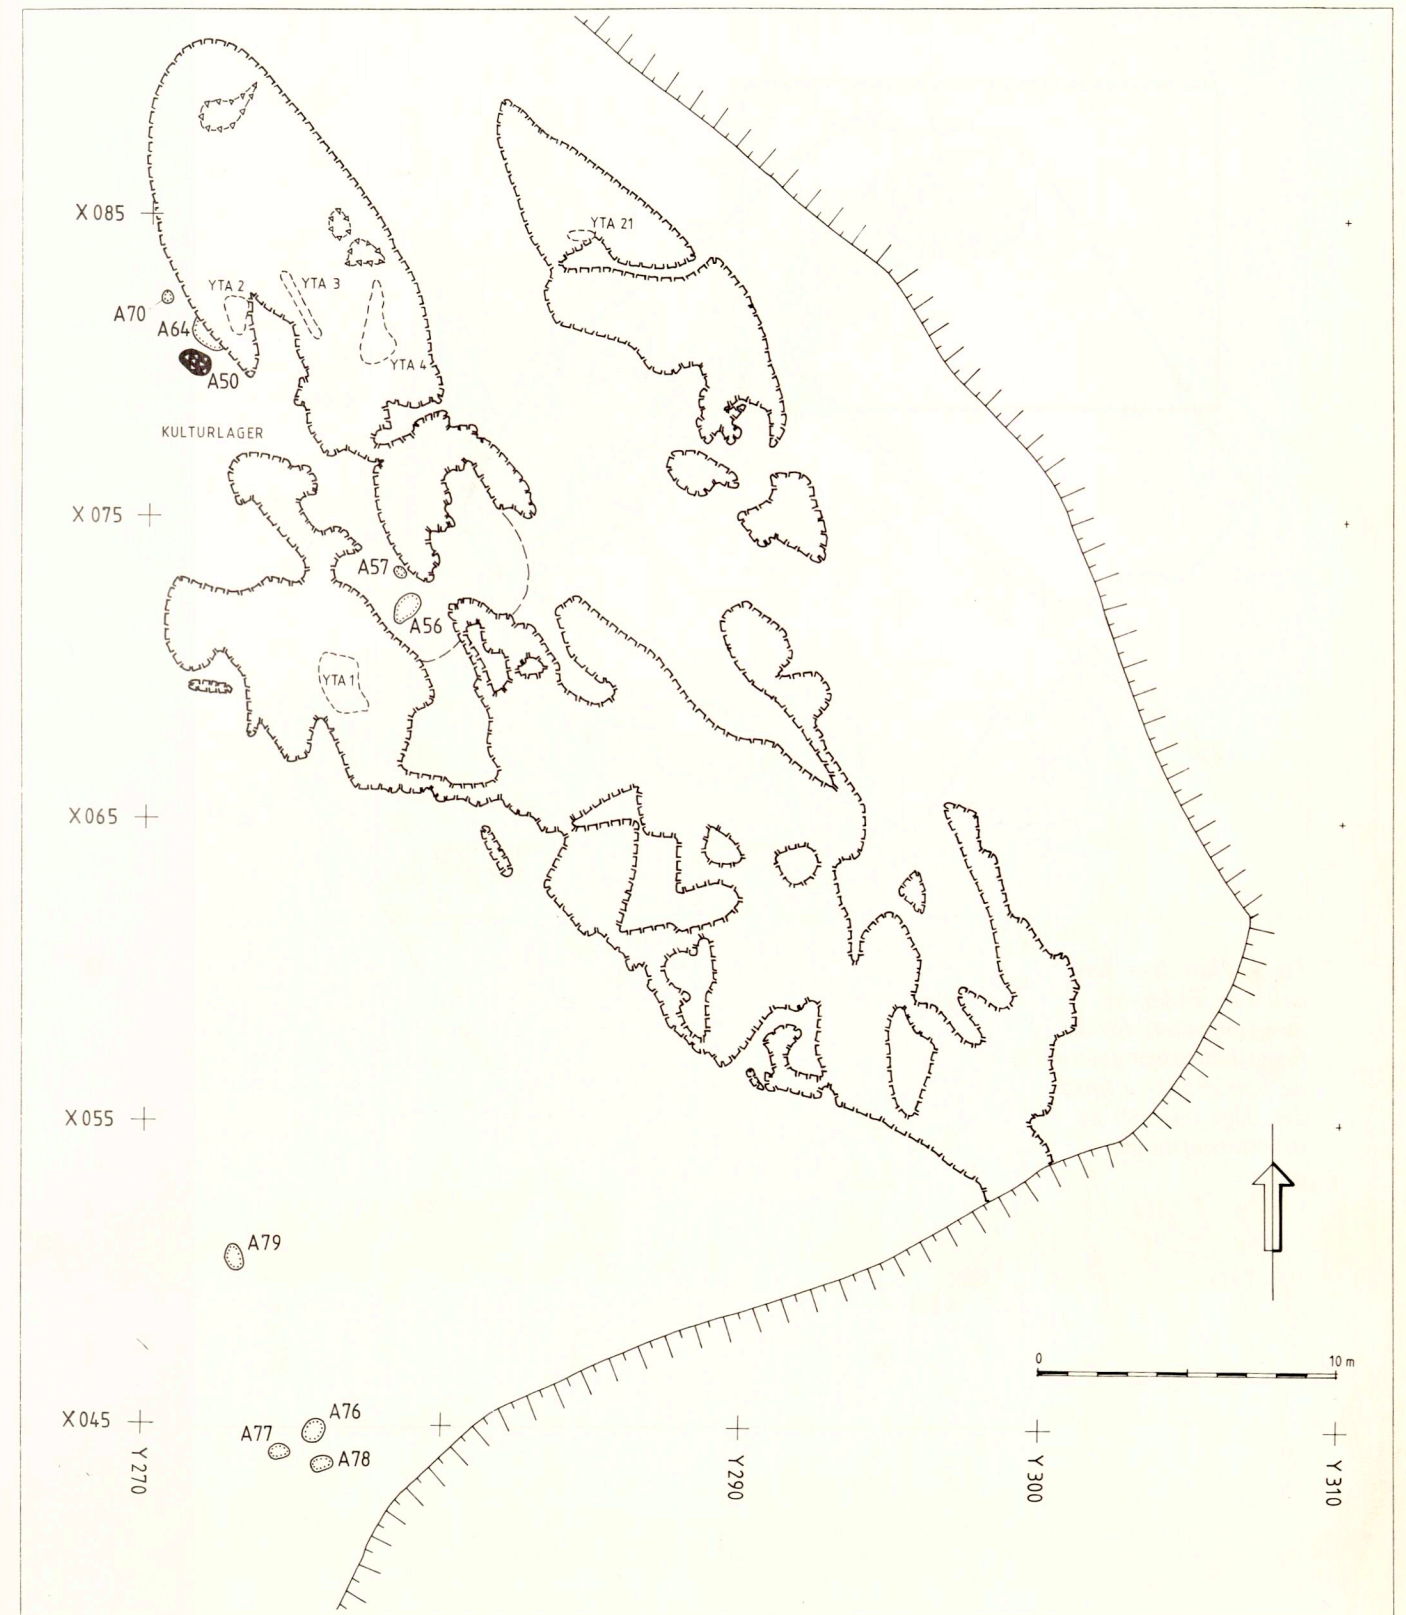 X 085
YTA 21
YTA 2
YTA 3
A70
A64
YTA 4
A50
KULTURLAGER
X 075
A57
A56
YTA 1
X 065
X 055
A79
0
10 m
X 045
A76
A77
A78
Y 270
Y 290
Y 300
Y 310